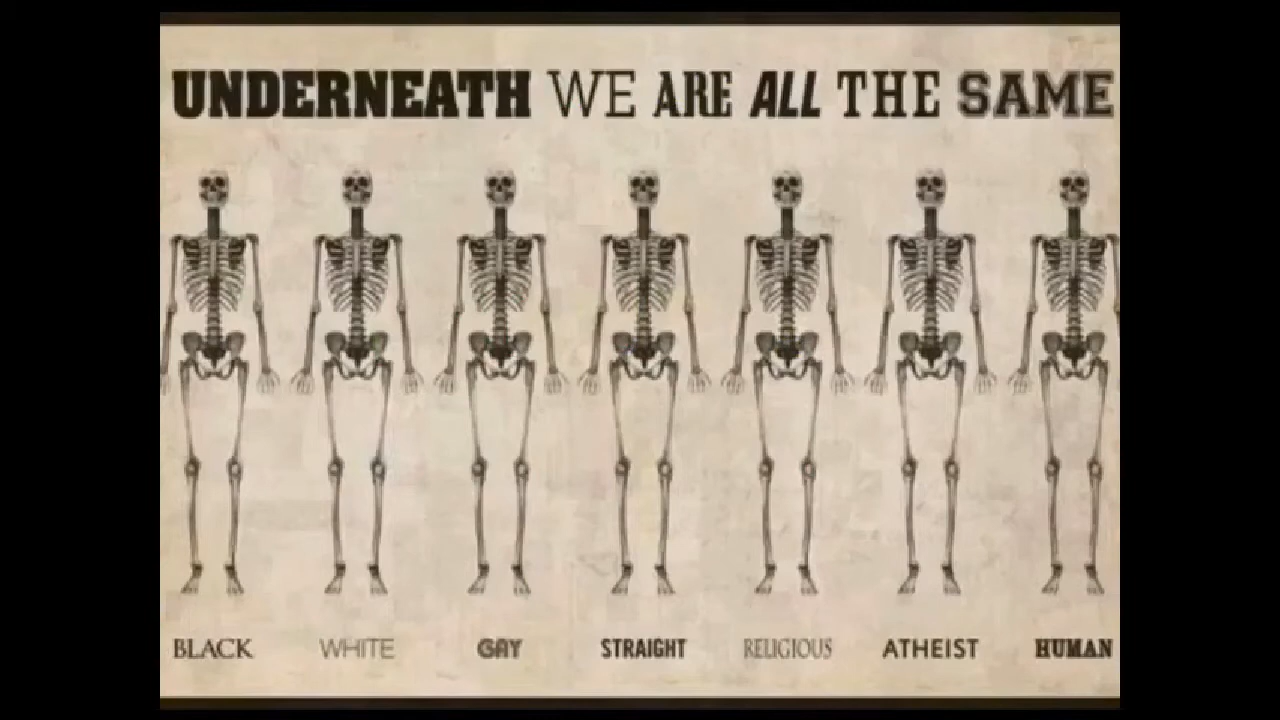 UNDERNEATH WE ARE ALL THE SAME
BLACK WHITE GAY STRAIGHT RELIGIOUS ATHEIST HUMAN